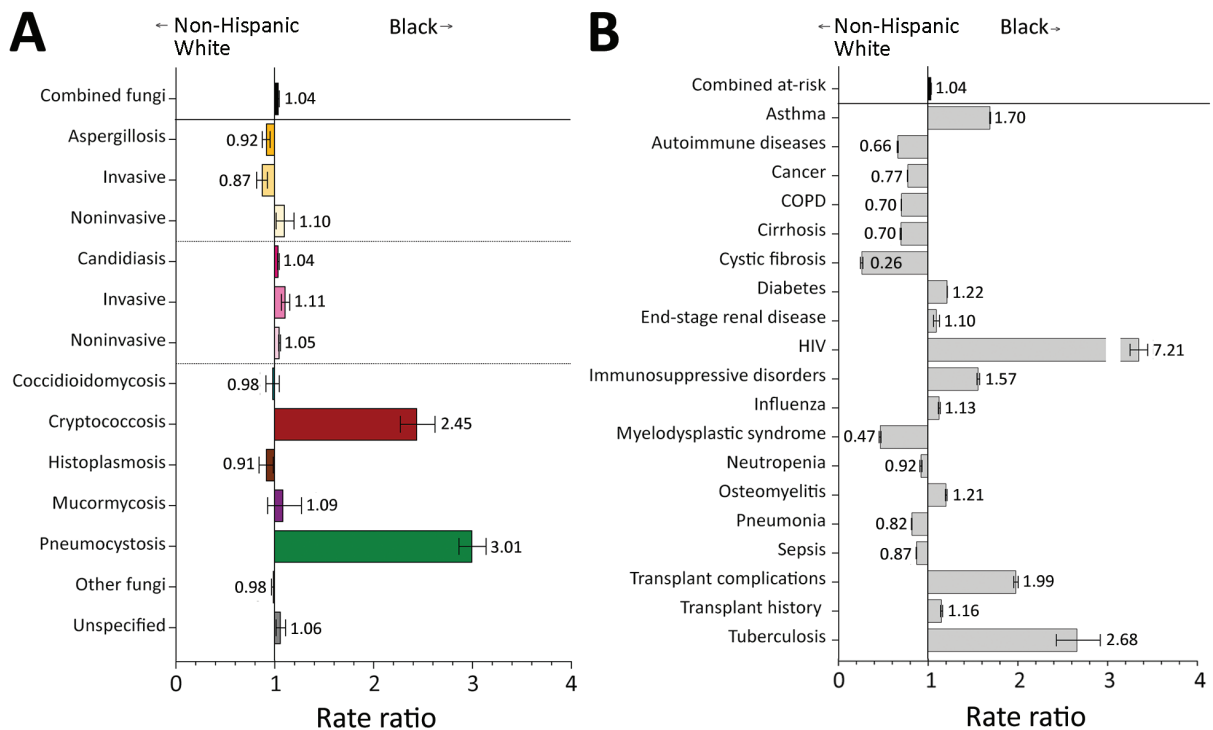 A
← Non-Hispanic
White
Black→
Combined fungi
1.04
Aspergillosis
0.92
Invasive
0.87
Noninvasive
1.10
Candidiasis
1.04
Invasive
1.11
Noninvasive
1.05
Coccidioidomycosis
0.98
Cryptococcosis
2.45
Histoplasmosis
0.91
Mucormycosis
1.09
Pneumocystosis
3.01
Other fungi
0.98
Unspecified
1.06
0 1 2 3 4
Rate ratio
B
← Non-Hispanic
White
Black→
Combined at-risk
1.04
Asthma
1.70
Autoimmune diseases
0.66
Cancer
0.77
COPD
0.70
Cirrhosis
0.70
Cystic fibrosis
0.26
Diabetes
1.22
End-stage renal disease
1.10
HIV
7.21
Immunosuppressive disorders
1.57
Influenza
1.13
Myelodysplastic syndrome
0.47
Neutropenia
0.92
Osteomyelitis
1.21
Pneumonia
0.82
Sepsis
0.87
Transplant complications
1.99
Transplant history
1.16
Tuberculosis
2.68
0 1 2 3 4
Rate ratio